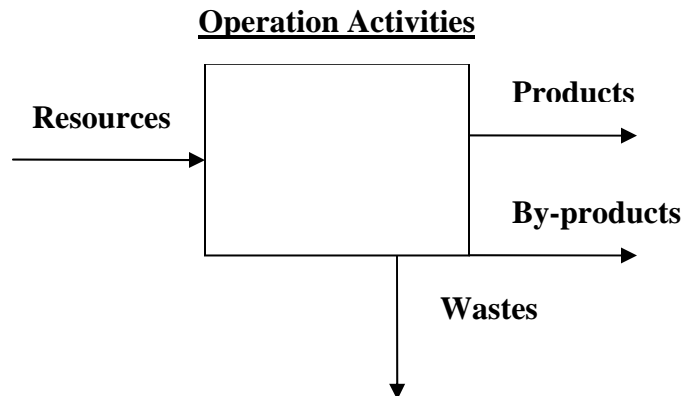 Operation Activities
Products
Resources
By-products
Wastes